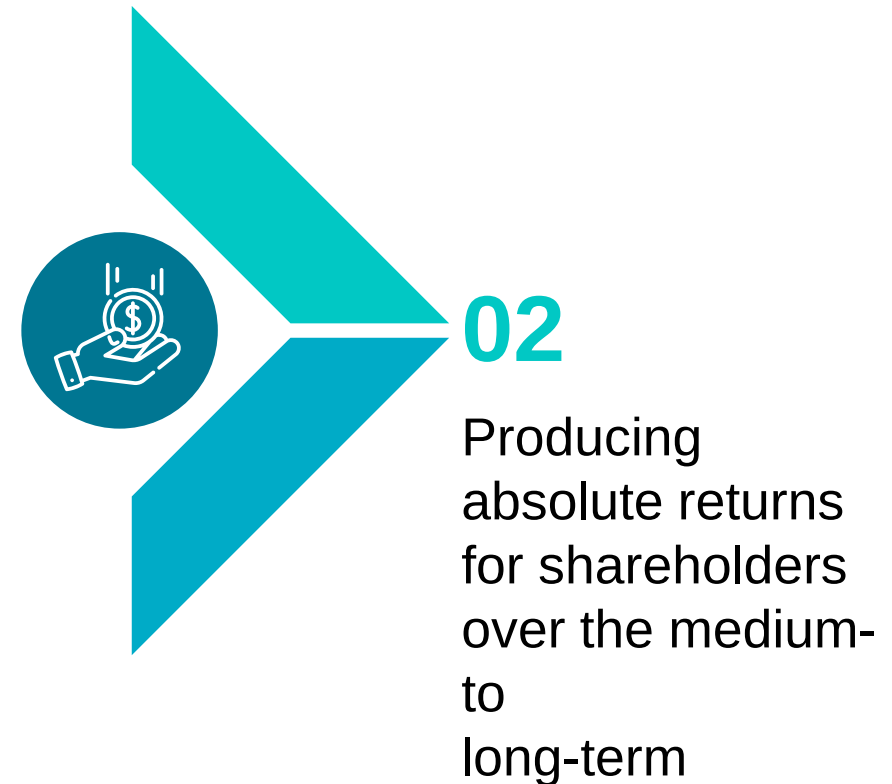 $
02
Producing
absolute returns
for shareholders
over the medium-
to
long-term